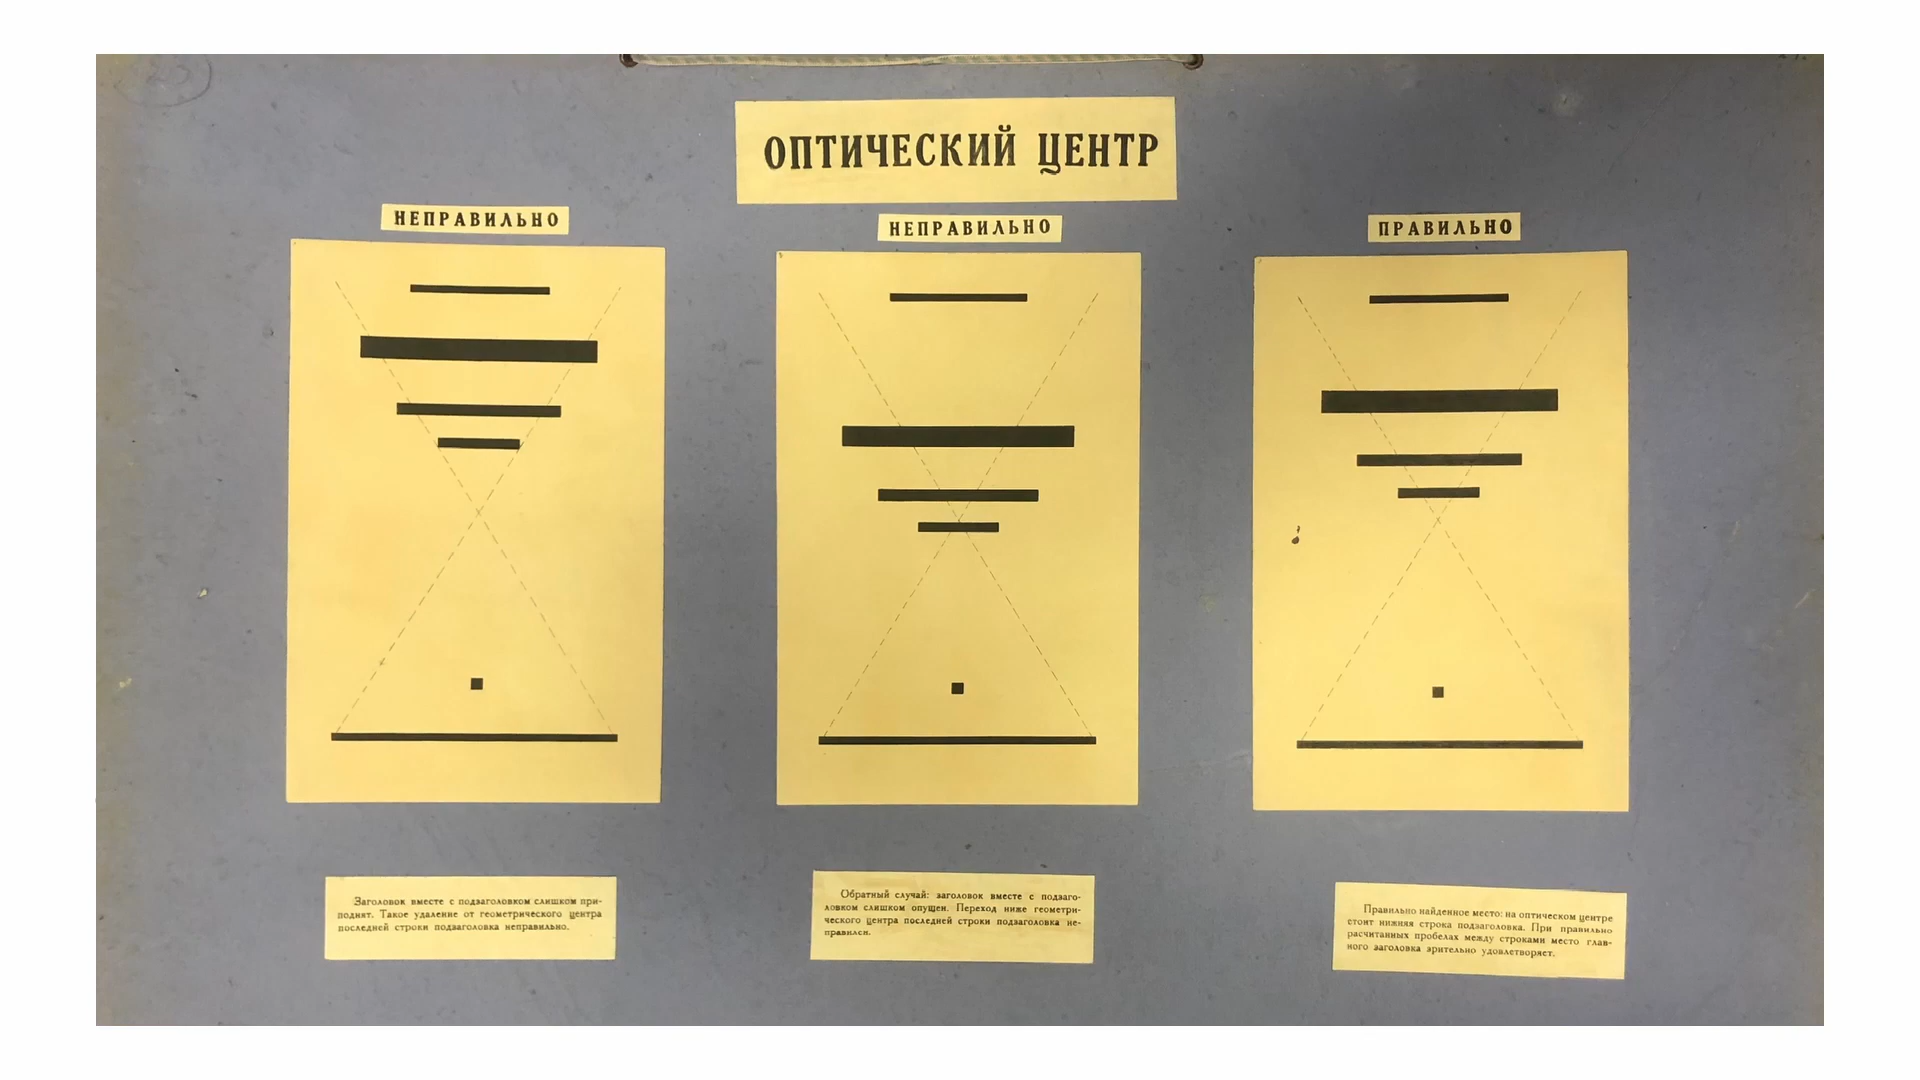 ОПТИЧЕСКИЙ ЦЕНТР
НЕПРАВИЛЬНО
НЕПРАВИЛЬНО
ПРАВИЛЬНО
Заголовок вместе с подзаголовком слишком при-
поднят. Такое удаление от геометрического центра
последней строки подзаголовка неправильно.
Обратный случай: заголовок вместе с подзаго-
ловком слишком опущен. Переход ниже геометри-
ческого центра последней строки подзаголовка не-
правилен.
Правильно найденное место: на оптическом центре
стоит нижняя строка подзаголовка. При правильно
расчитанных пробелах между строками место глав-
ного заголовка зрительно удовлетворяет.